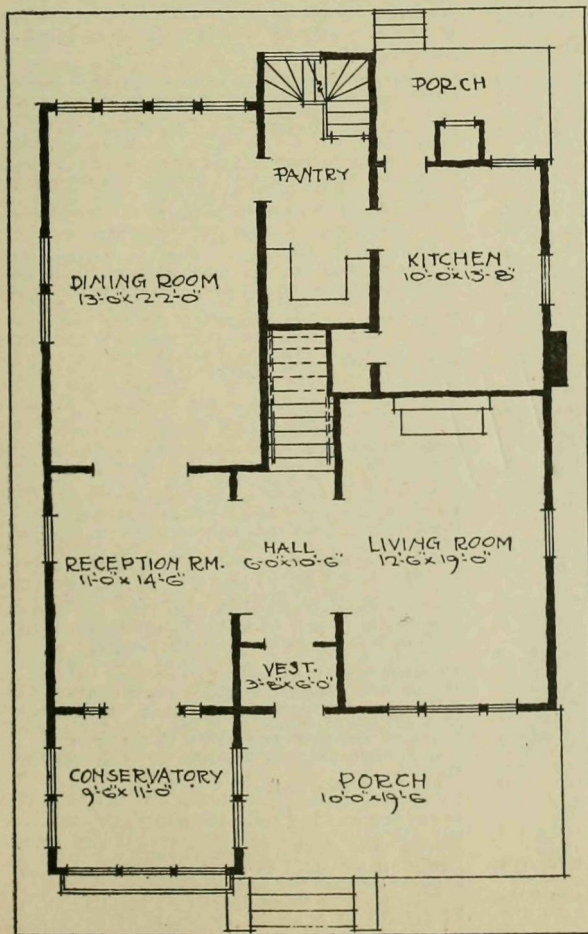 PORCH
PANTRY
KITCHEN
10'-0"x13'-8"
DINING ROOM
13'-0"x22'-0"
HALL
6'-0"x10'-6"
LIVING ROOM
12'-6"x19'-0"
RECEPTION RM.
11'-0"x14'-6"
VEST.
3'-8"x6'-0"
CONSERVATORY
9'-6"x11'-0"
PORCH
10'-0"x19'-6